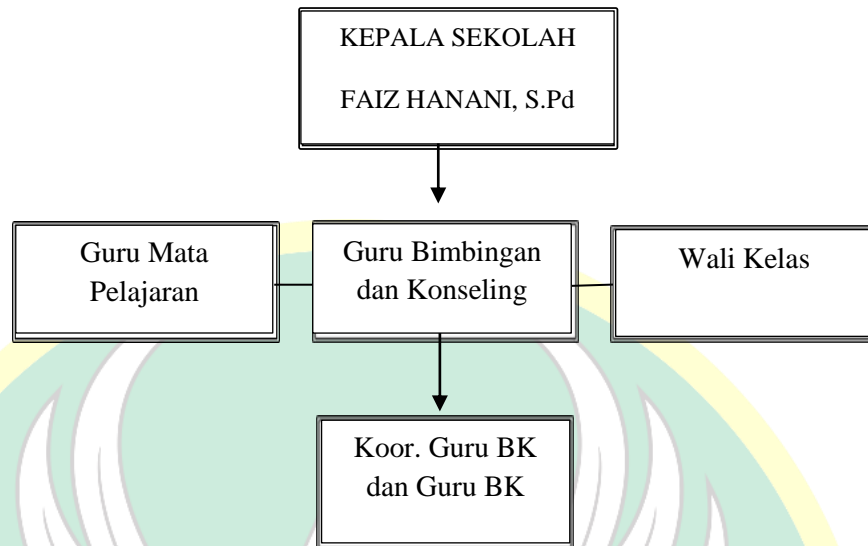 KEPALA SEKOLAH
FAIZ HANANI, S.Pd
Guru Mata
Pelajaran
Guru Bimbingan
dan Konseling
Wali Kelas
Koor. Guru BK
dan Guru BK